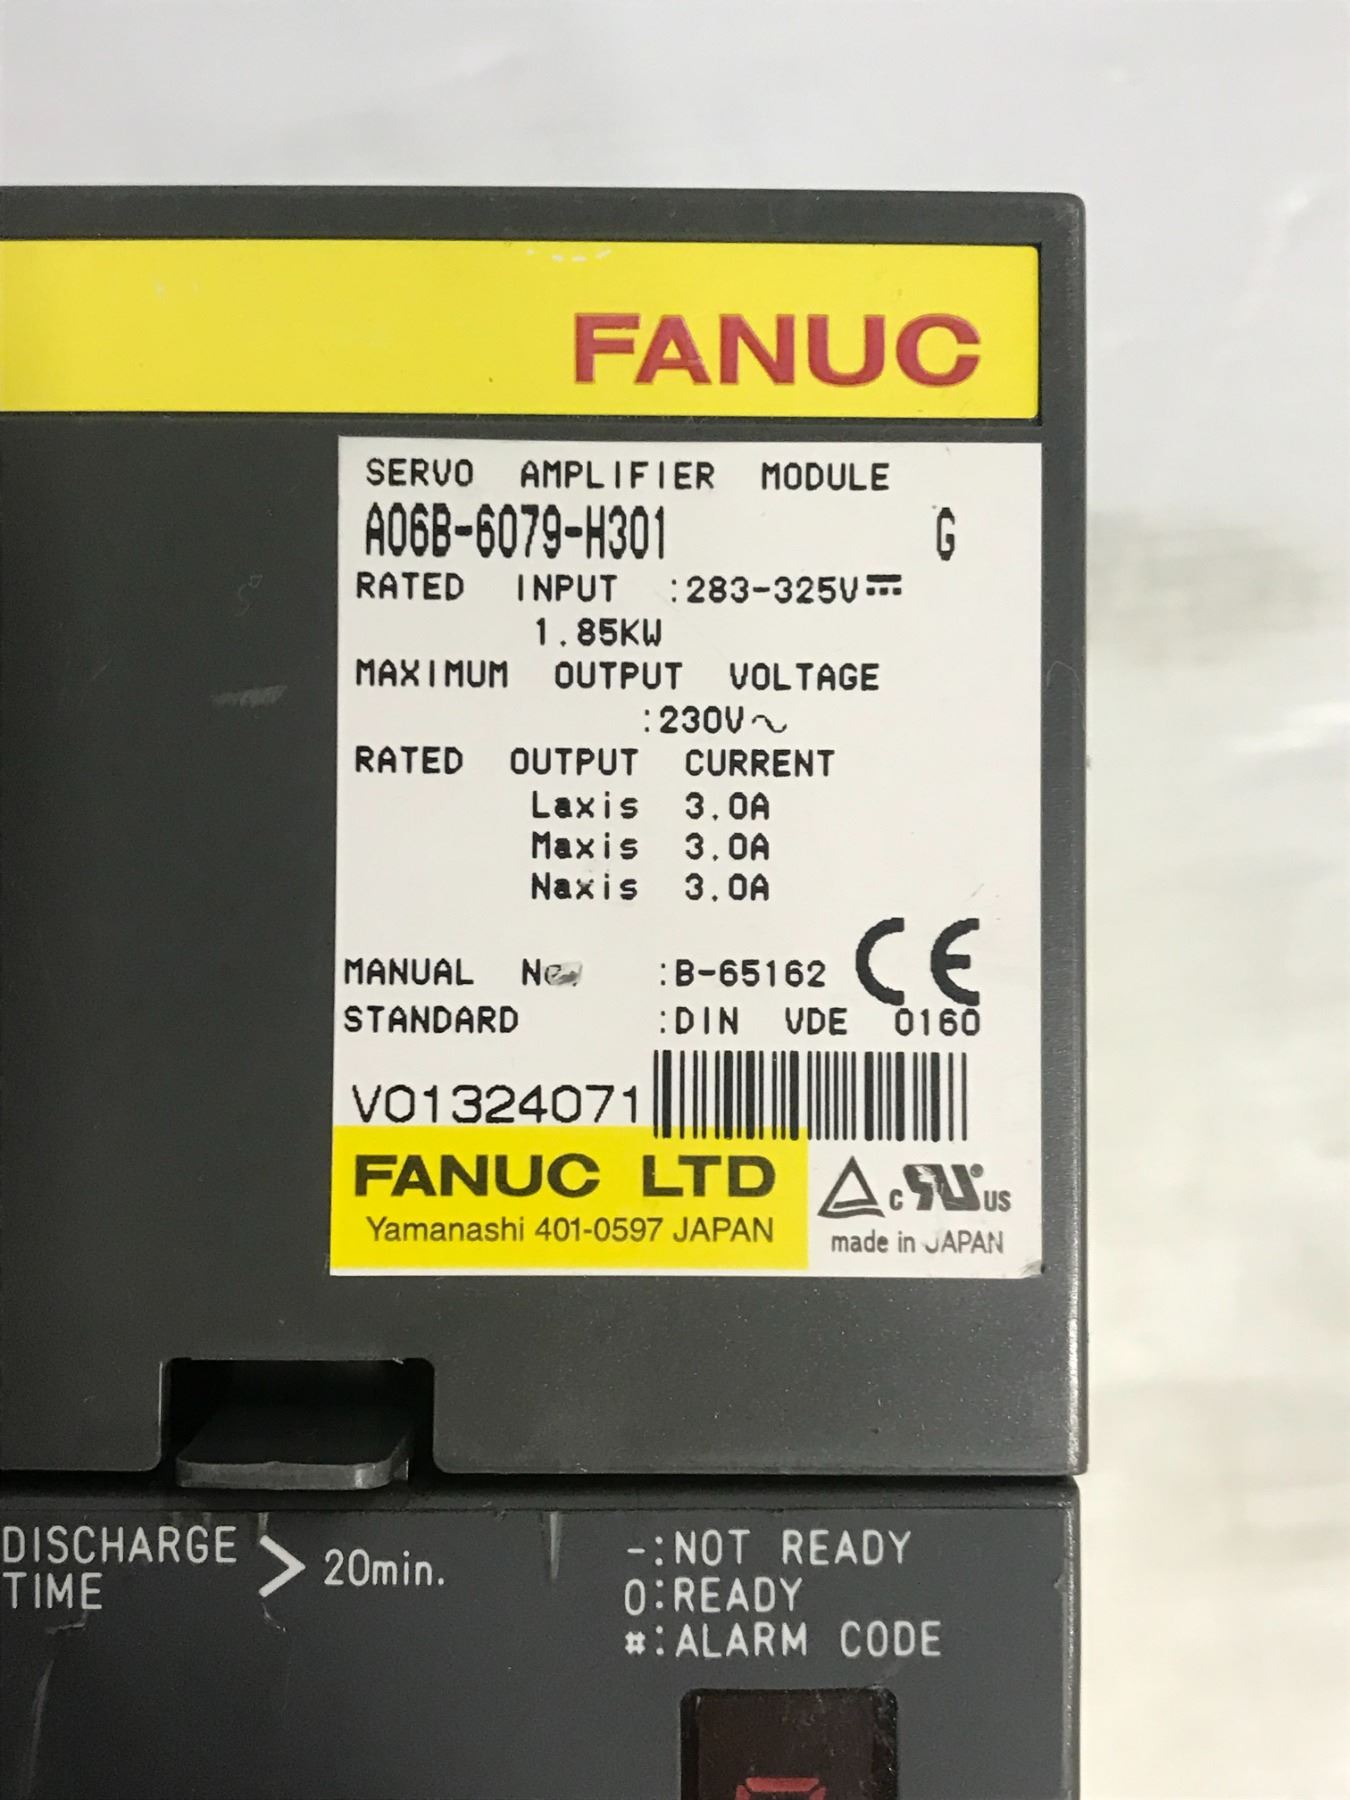 FANUC
SERVO AMPLIFIER MODULE
A06B-6079-H301 G
RATED INPUT :283-325V⎓
1.85KW
MAXIMUM OUTPUT VOLTAGE
:230V~
RATED OUTPUT CURRENT
Laxis 3.0A
Maxis 3.0A
Naxis 3.0A
MANUAL :B-65162 CE
STANDARD :DIN VDE 0160
V01324071
FANUC LTD
Yamanashi 401-0597 JAPAN
c US
made in JAPAN
DISCHARGE
TIME > 20min.
-:NOT READY
0:READY
#:ALARM CODE